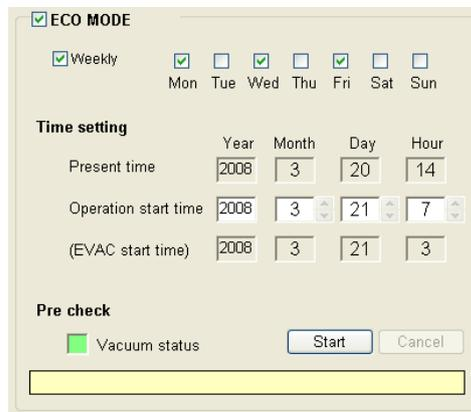 ECO MODE
Weekly
Mon Tue Wed Thu Fri Sat Sun
Time setting
Year Month Day Hour
Present time 2008 3 20 14
Operation start time 2008 3 21 7
(EVAC start time) 2008 3 21 3
Pre check
Vacuum status Start Cancel